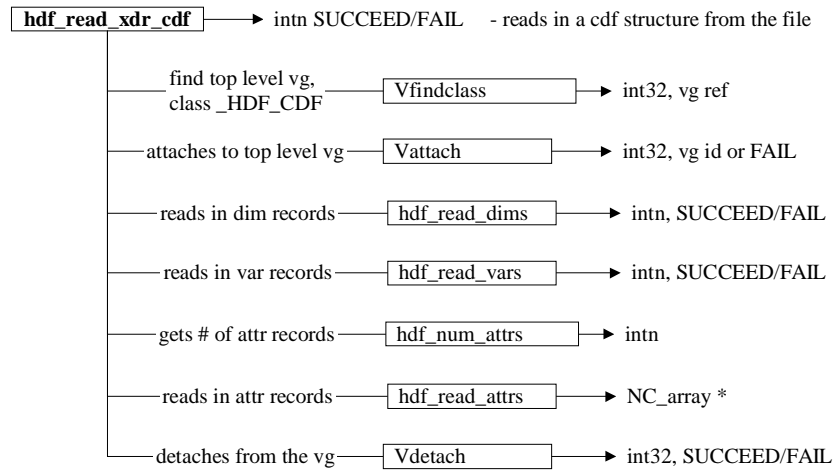 hdf_read_xdr_cdf intn SUCCEED/FAIL - reads in a cdf structure from the file
find top level vg,
class _HDF_CDF
Vfindclass int32, vg ref
attaches to top level vg Vattach int32, vg id or FAIL
reads in dim records hdf_read_dims intn, SUCCEED/FAIL
reads in var records hdf_read_vars intn, SUCCEED/FAIL
gets # of attr records hdf_num_attrs intn
reads in attr records hdf_read_attrs NC_array *
detaches from the vg Vdetach int32, SUCCEED/FAIL